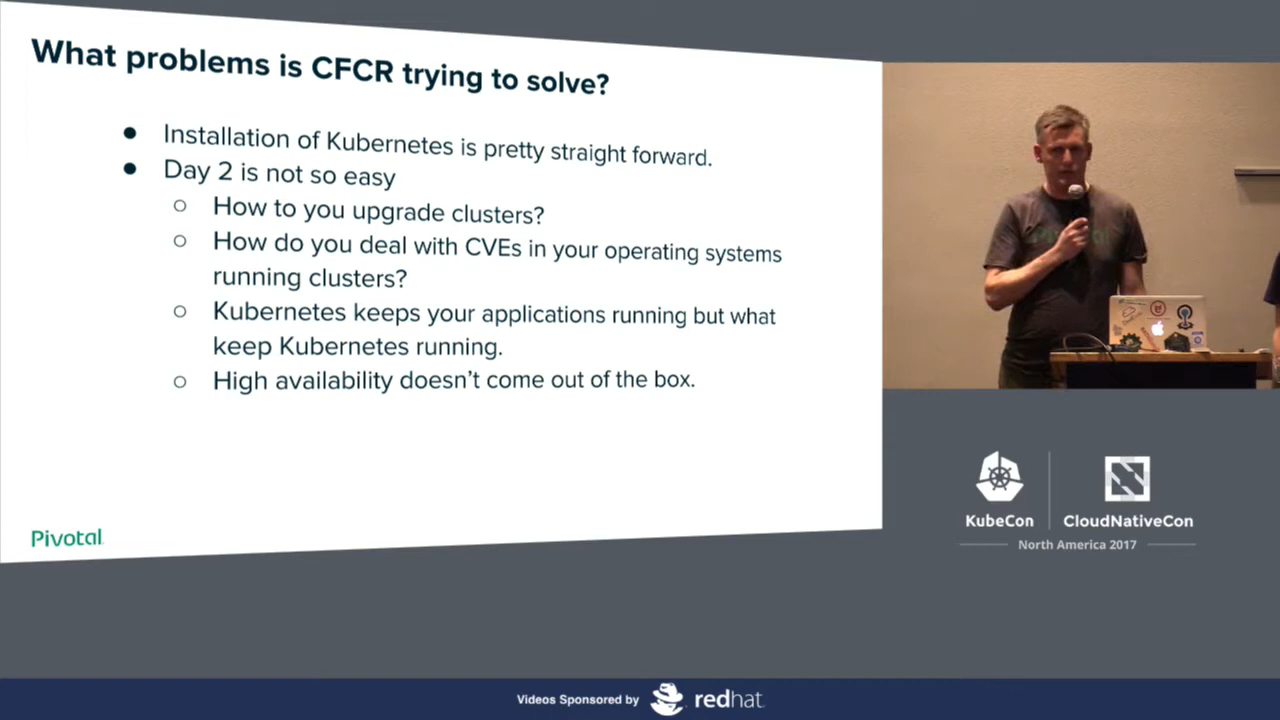 What problems is CFCR trying to solve?
● Installation of Kubernetes is pretty straight forward.
● Day 2 is not so easy
○ How to you upgrade clusters?
○ How do you deal with CVEs in your operating systems
running clusters?
○ Kubernetes keeps your applications running but what
keep Kubernetes running.
○ High availability doesn't come out of the box.
Pivotal
KubeCon
CloudNativeCon
North America 2017
Videos Sponsored by
redhat